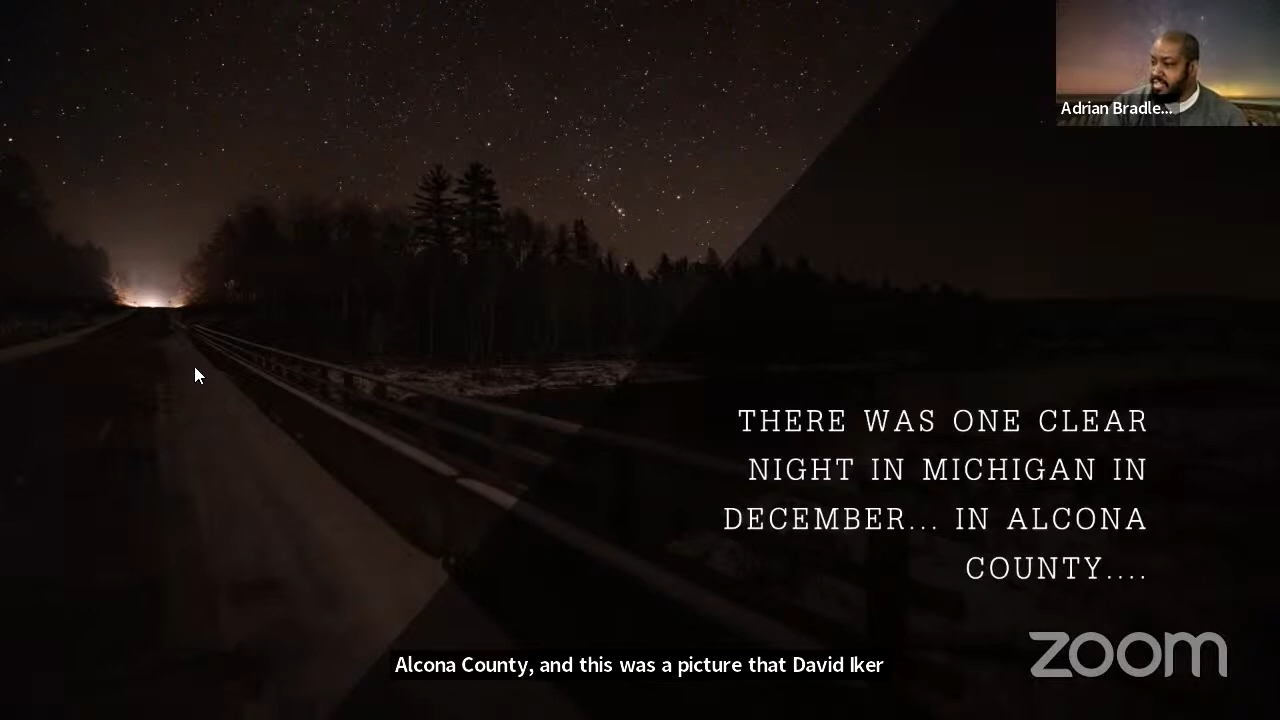 Adrian Bradle...
THERE WAS ONE CLEAR
NIGHT IN MICHIGAN IN
DECEMBER... IN ALCONA
COUNTY....
Alcona County, and this was a picture that David Iker
zoom